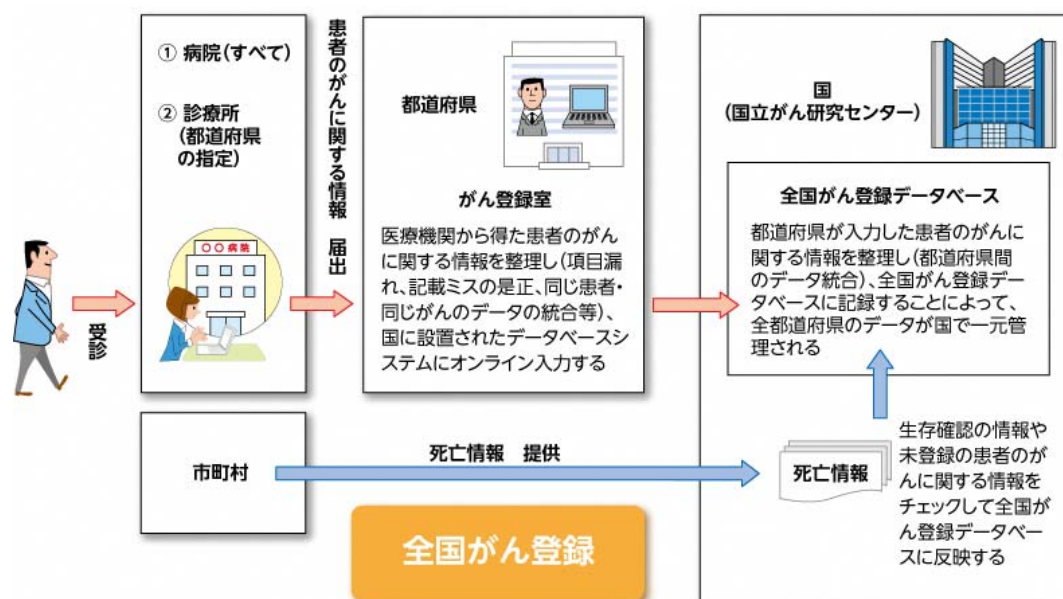 ① 病院(すべて)
② 診療所
(都道府県
の指定)
〇〇病院
受診
患者のがんに関する情報 届出
都道府県
がん登録室
医療機関から得た患者のがん
に関する情報を整理し(項目漏
れ、記載ミスの是正、同じ患者・
同じがんのデータの統合等)、
国に設置されたデータベースシ
ステムにオンライン入力する
国
(国立がん研究センター)
全国がん登録データベース
都道府県が入力した患者のがんに
関する情報を整理し(都道府県間
のデータ統合)、全国がん登録デー
タベースに記録することによって、
全都道府県のデータが国で一元管
理される
市町村
死亡情報 提供
死亡情報
生存確認の情報や
未登録の患者のが
んに関する情報を
チェックして全国が
ん登録データベー
スに反映する
全国がん登録